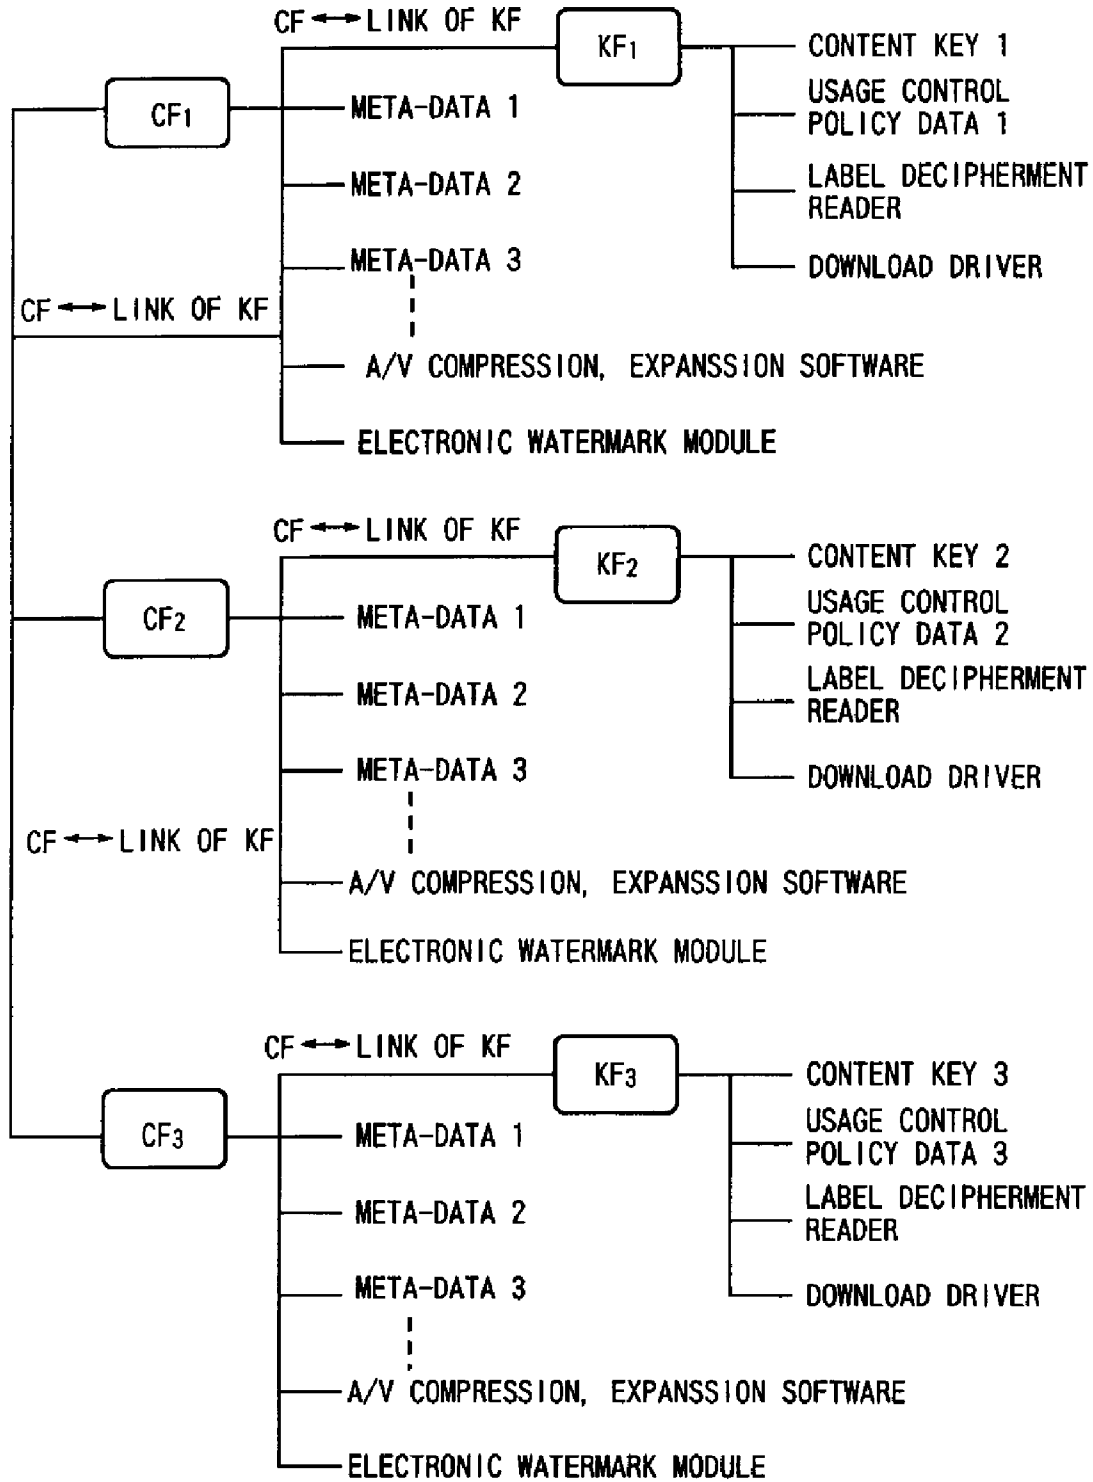 CF ↔ LINK OF KF
KF1
CONTENT KEY 1
CF1
META-DATA 1
USAGE CONTROL
POLICY DATA 1
META-DATA 2
LABEL DECIPHERMENT
READER
META-DATA 3
DOWNLOAD DRIVER
CF ↔ LINK OF KF
A/V COMPRESSION, EXPANSSION SOFTWARE
ELECTRONIC WATERMARK MODULE
CF ↔ LINK OF KF
KF2
CONTENT KEY 2
CF2
META-DATA 1
USAGE CONTROL
POLICY DATA 2
META-DATA 2
LABEL DECIPHERMENT
READER
META-DATA 3
DOWNLOAD DRIVER
CF ↔ LINK OF KF
A/V COMPRESSION, EXPANSSION SOFTWARE
ELECTRONIC WATERMARK MODULE
CF ↔ LINK OF KF
KF3
CONTENT KEY 3
CF3
META-DATA 1
USAGE CONTROL
POLICY DATA 3
META-DATA 2
LABEL DECIPHERMENT
READER
META-DATA 3
DOWNLOAD DRIVER
A/V COMPRESSION, EXPANSSION SOFTWARE
ELECTRONIC WATERMARK MODULE